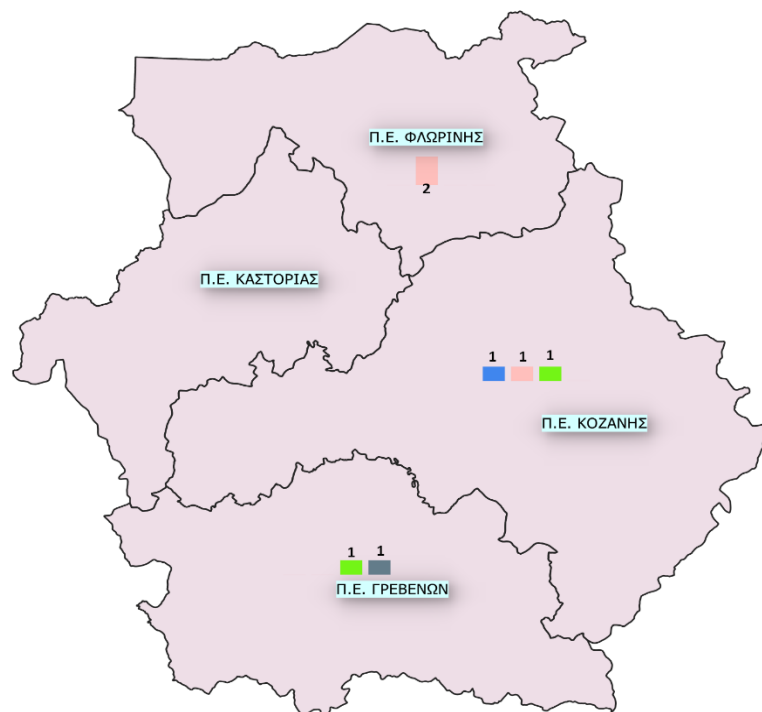 Π.Ε. ΦΛΩΡΙΝΗΣ
2
Π.Ε. ΚΑΣΤΟΡΙΑΣ
1 1 1
Π.Ε. ΚΟΖΑΝΗΣ
1 1
Π.Ε. ΓΡΕΒΕΝΩΝ